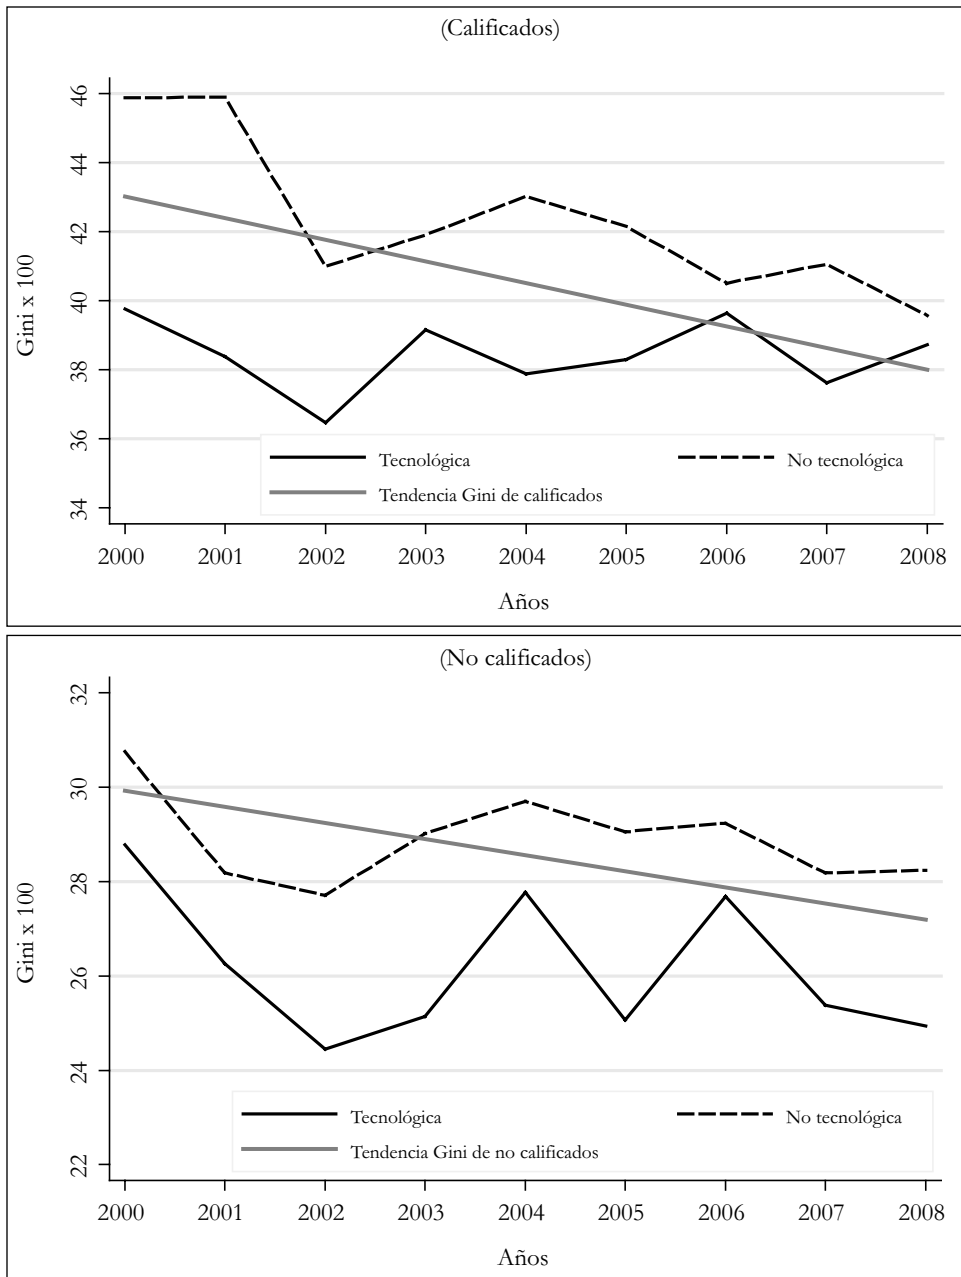 (Calificados)
46
44
42
40
38
36
34
Gini x 100
Tecnológica
No tecnológica
Tendencia Gini de calificados
2000 2001 2002 2003 2004 2005 2006 2007 2008
Años
(No calificados)
32
30
28
26
24
22
Gini x 100
Tecnológica
No tecnológica
Tendencia Gini de no calificados
2000 2001 2002 2003 2004 2005 2006 2007 2008
Años